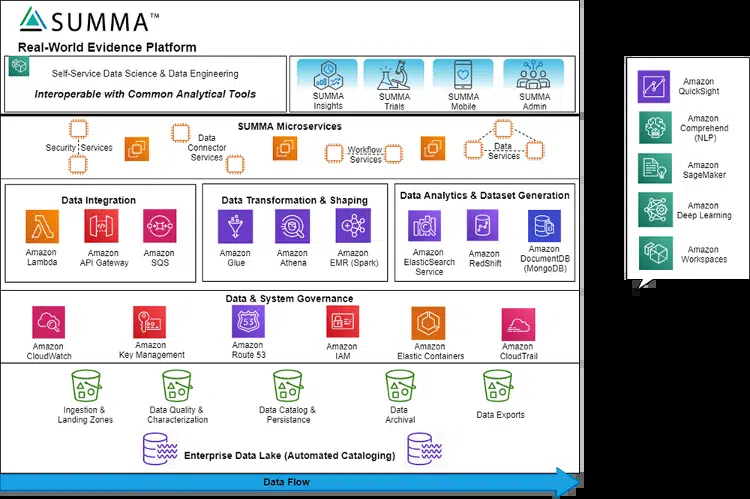 SUMMA™
Real-World Evidence Platform
Self-Service Data Science & Data Engineering
Interoperable with Common Analytical Tools
SUMMA
Insights
SUMMA
Trials
SUMMA
Mobile
SUMMA
Admin
SUMMA Microservices
Security Services
Data
Connector
Services
Workflow
Services
Data
Services
Data Integration
Amazon
Lambda
Amazon
API Gateway
Amazon
SQS
Data Transformation & Shaping
Amazon
Glue
Amazon
Athena
Amazon
EMR (Spark)
Data Analytics & Dataset Generation
Amazon
ElasticSearch
Service
Amazon
RedShift
Amazon
DocumentDB
(MongoDB)
Data & System Governance
Amazon
CloudWatch
Amazon
Key Management
53
Amazon
Route 53
Amazon
IAM
Amazon
Elastic Containers
Amazon
CloudTrail
Ingestion &
Landing Zones
Data Quality &
Characterization
Data Catalog &
Persistance
Data
Archival
Data Exports
Enterprise Data Lake (Automated Cataloging)
Data Flow
Amazon
QuickSight
Amazon
Comprehend
(NLP)
Amazon
SageMaker
Amazon
Deep Learning
Amazon
Workspaces